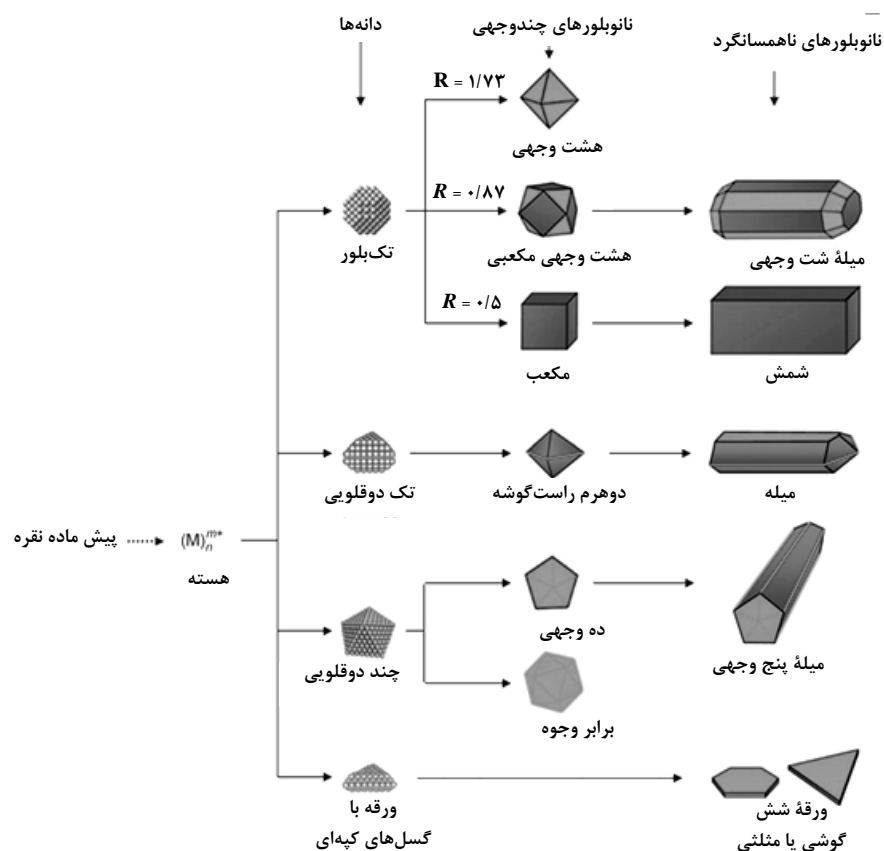 دانه‌ها
نانوبلورهای چندوجهی
نانوبلورهای ناهمسانگرد
R = ۱/۷۳
هشت وجهی
R = ۰/۸۷
تک‌بلور
هشت وجهی مکعبی
میلهٔ شت وجهی
R = ۰/۵
مکعب
شمش
تک دوقلویی
دوهرم راست‌گوشه
میله
پیش ماده نقره
(M)ₙᵐ⁺
هسته
ده وجهی
میلهٔ پنج وجهی
چند دوقلویی
برابر وجوه
ورقه با
گسل‌های کپه‌ای
ورقهٔ شش
گوشی یا مثلثی